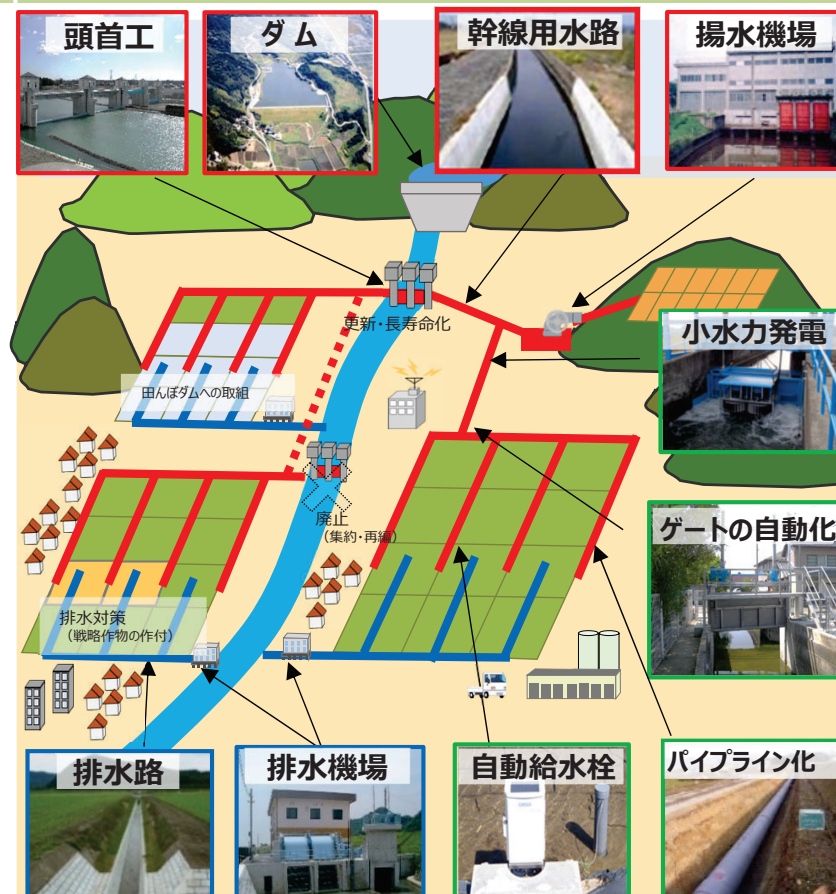 頭首工
ダム
幹線用水路
揚水機場
更新・長寿命化
小水力発電
田んぼダムへの取組
ゲートの自動化
廃止
（集約・再編）
排水対策
（戦略作物の作付）
排水路
排水機場
自動給水栓
パイプライン化